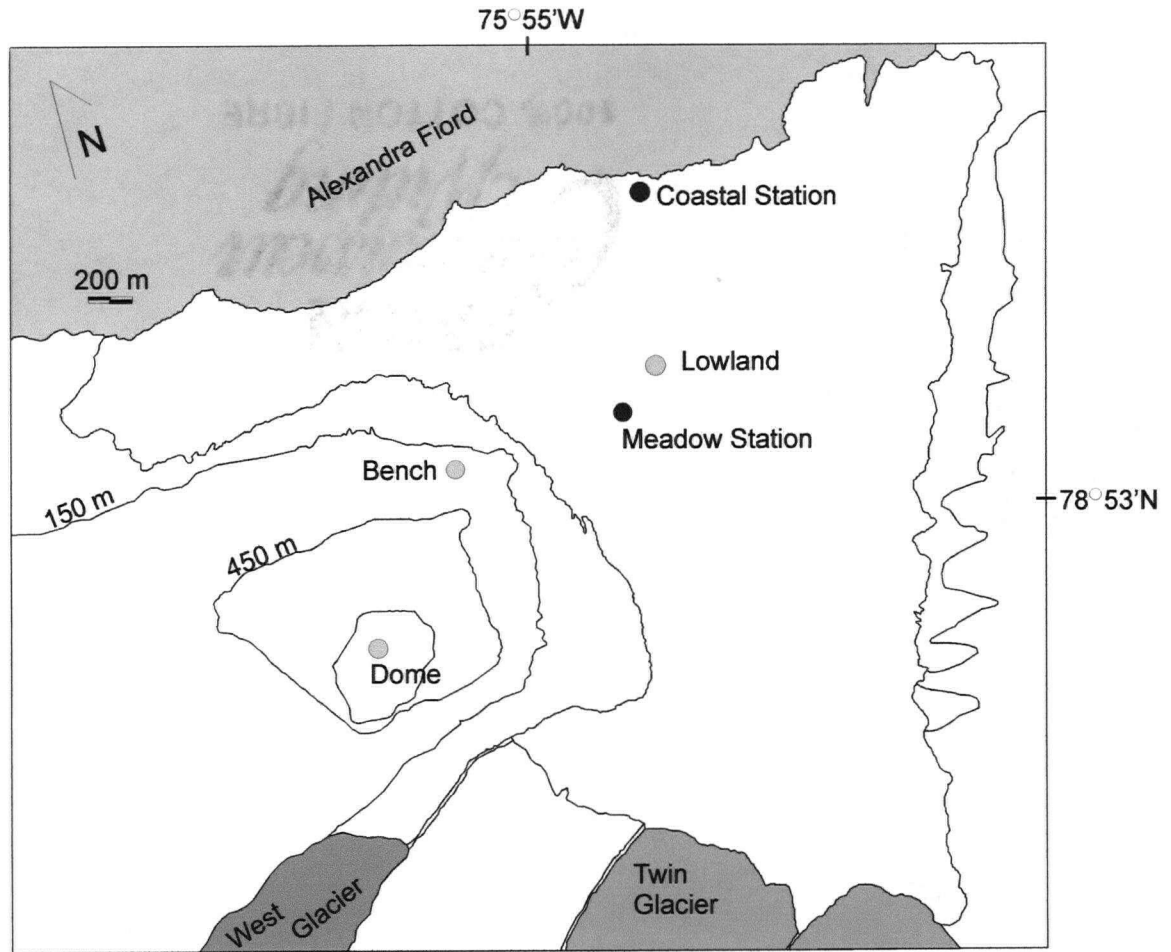 75°55'W
N
Alexandra Fiord
Coastal Station
200 m
Lowland
Meadow Station
Bench
150 m
78°53'N
450 m
Dome
West Glacier
Twin
Glacier